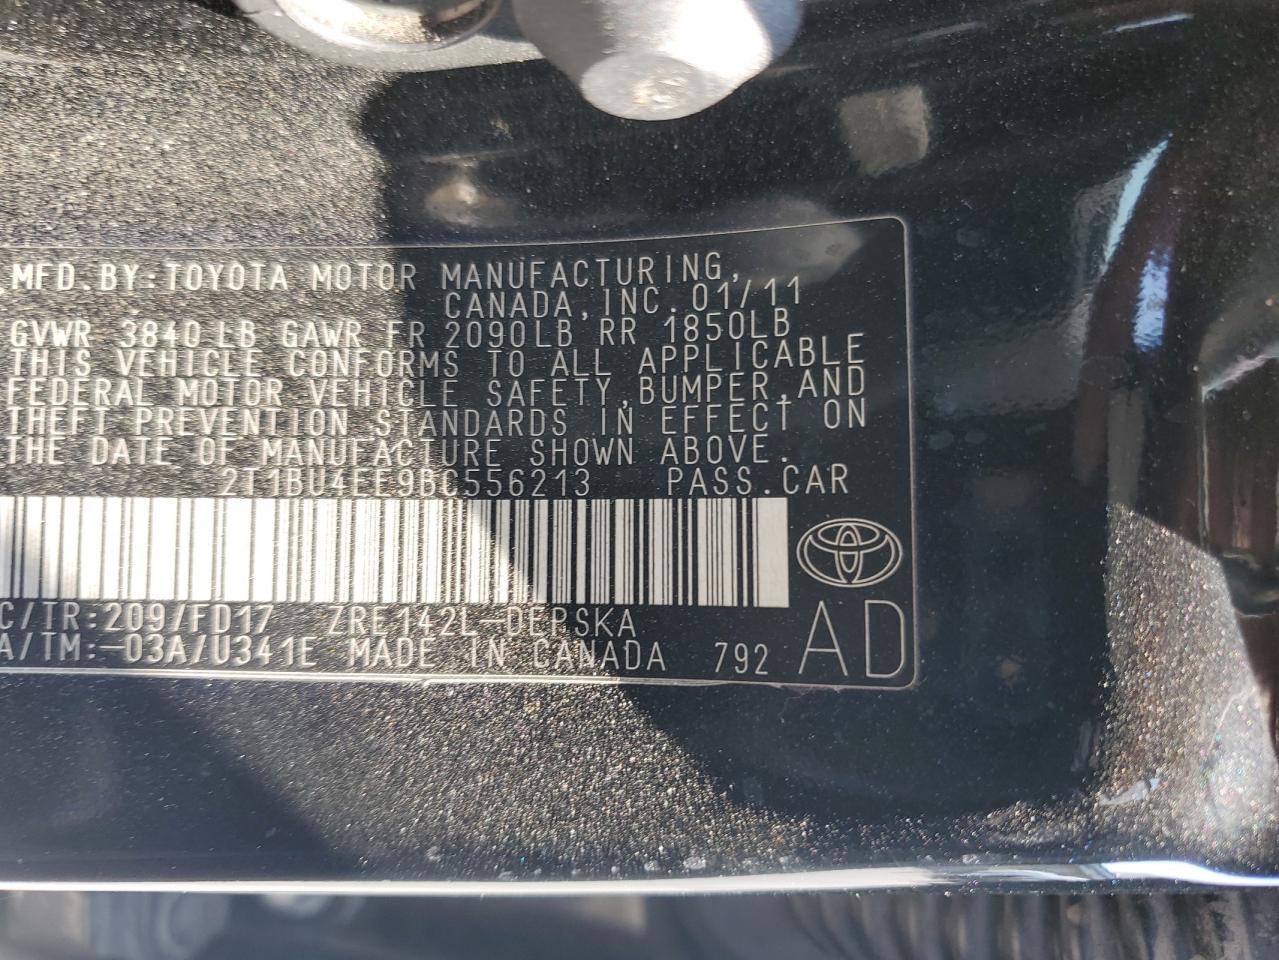 MFD.BY:TOYOTA MOTOR MANUFACTURING,
CANADA,INC.01/11
GVWR 3840 LB GAWR FR 2090LB RR 1850LB
THIS VEHICLE CONFORMS TO ALL APPLICABLE
FEDERAL MOTOR VEHICLE SAFETY,BUMPER,AND
THEFT PREVENTION STANDARDS IN EFFECT ON
THE DATE OF MANUFACTURE SHOWN ABOVE.
2T1BU4EE9BC556213 PASS.CAR
C/TR:209/FD17 ZRE142L-DEPSKA
A/TM:-03A/U341E MADE IN CANADA 792
AD